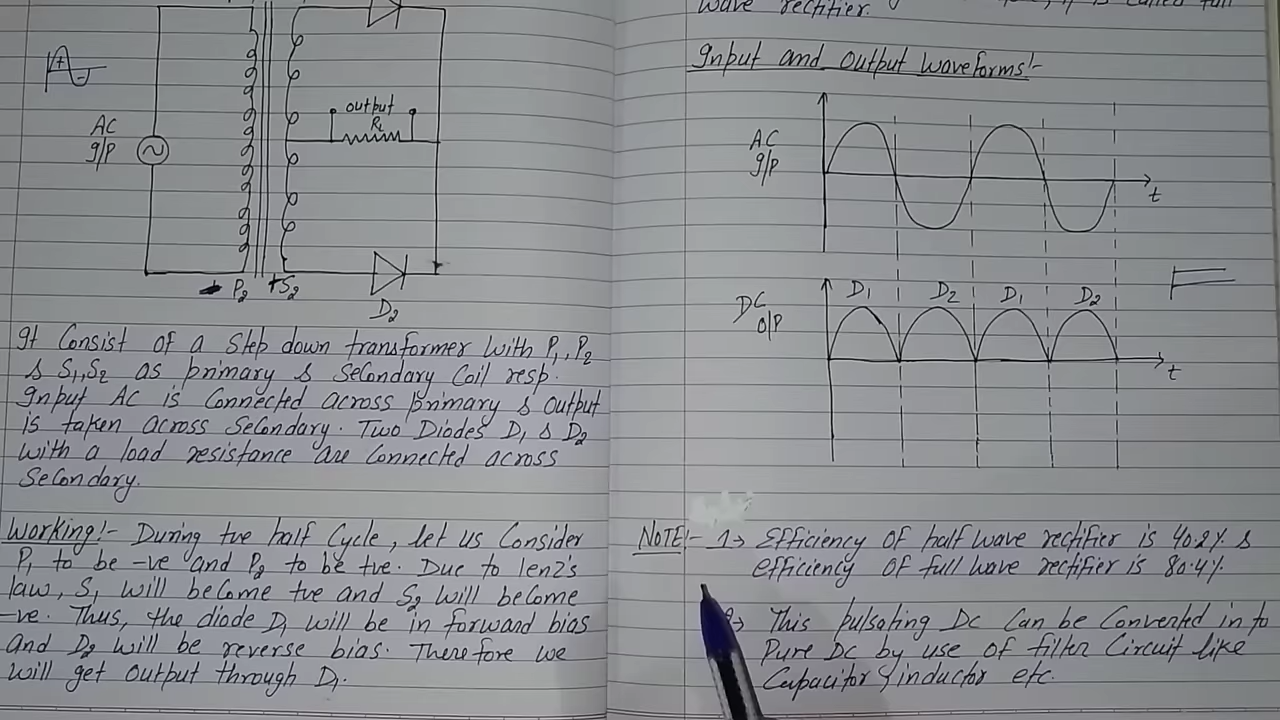 AC
g/p
output
RL
P2
+S2
D2
gt Consist of a Step down transformer with P1, P2
& S1, S2 as primary & Secondary Coil resp.
gnput AC is Connected across primary & output
is taken across Secondary. Two Diodes D1 & D2
with a load resistance are Connected across
Secondary.
Working!- During +ve half Cycle, let us Consider
P1 to be -ve and P2 to be +ve. Due to lenz's
law, S1 will become +ve and S2 will become
-ve. Thus, the diode D1 will be in forward bias
and D2 will be reverse bias. Therefore we
will get output through D1.
wave rectifier.
is called full
gnput and output waveforms!-
AC
g/p
t
DC
O/P
D1 D2 D1 D2
t
NOTE!- 1→ Efficiency of half wave rectifier is 40.2% &
efficiency of full wave rectifier is 80.4%.
This pulsating DC Can be Converted in to
Pure DC by use of filter Circuit like
Capacitor & inductor etc.